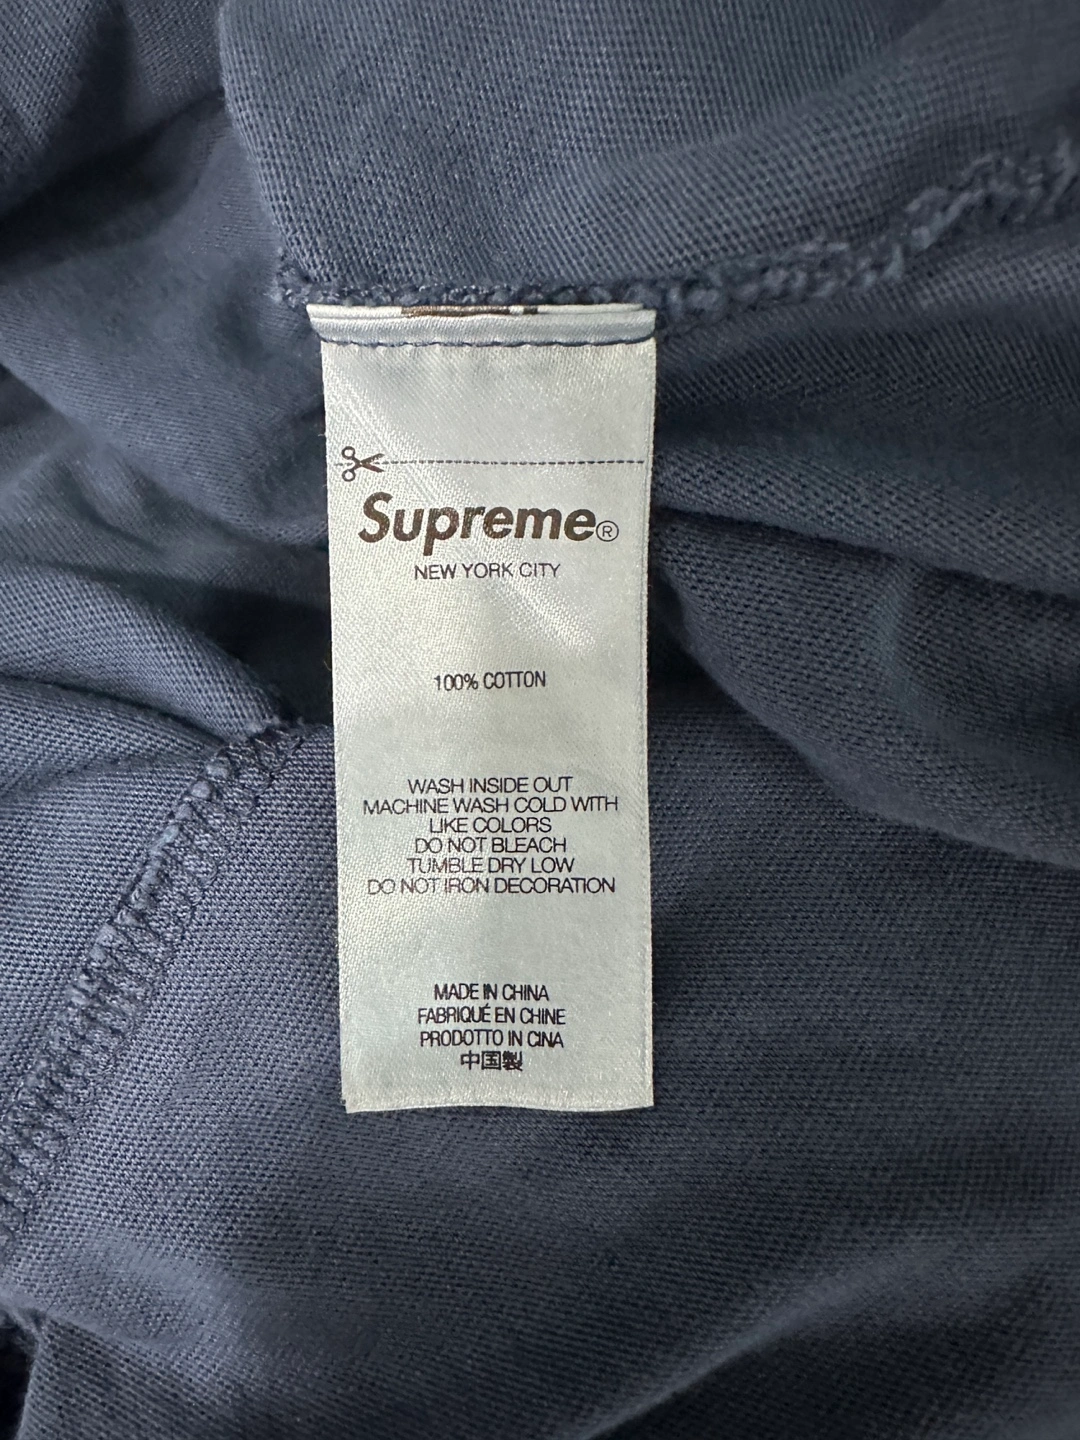 Supreme®
NEW YORK CITY
100% COTTON
WASH INSIDE OUT
MACHINE WASH COLD WITH
LIKE COLORS
DO NOT BLEACH
TUMBLE DRY LOW
DO NOT IRON DECORATION
MADE IN CHINA
FABRIQUÉ EN CHINE
PRODOTTO IN CINA
中国製